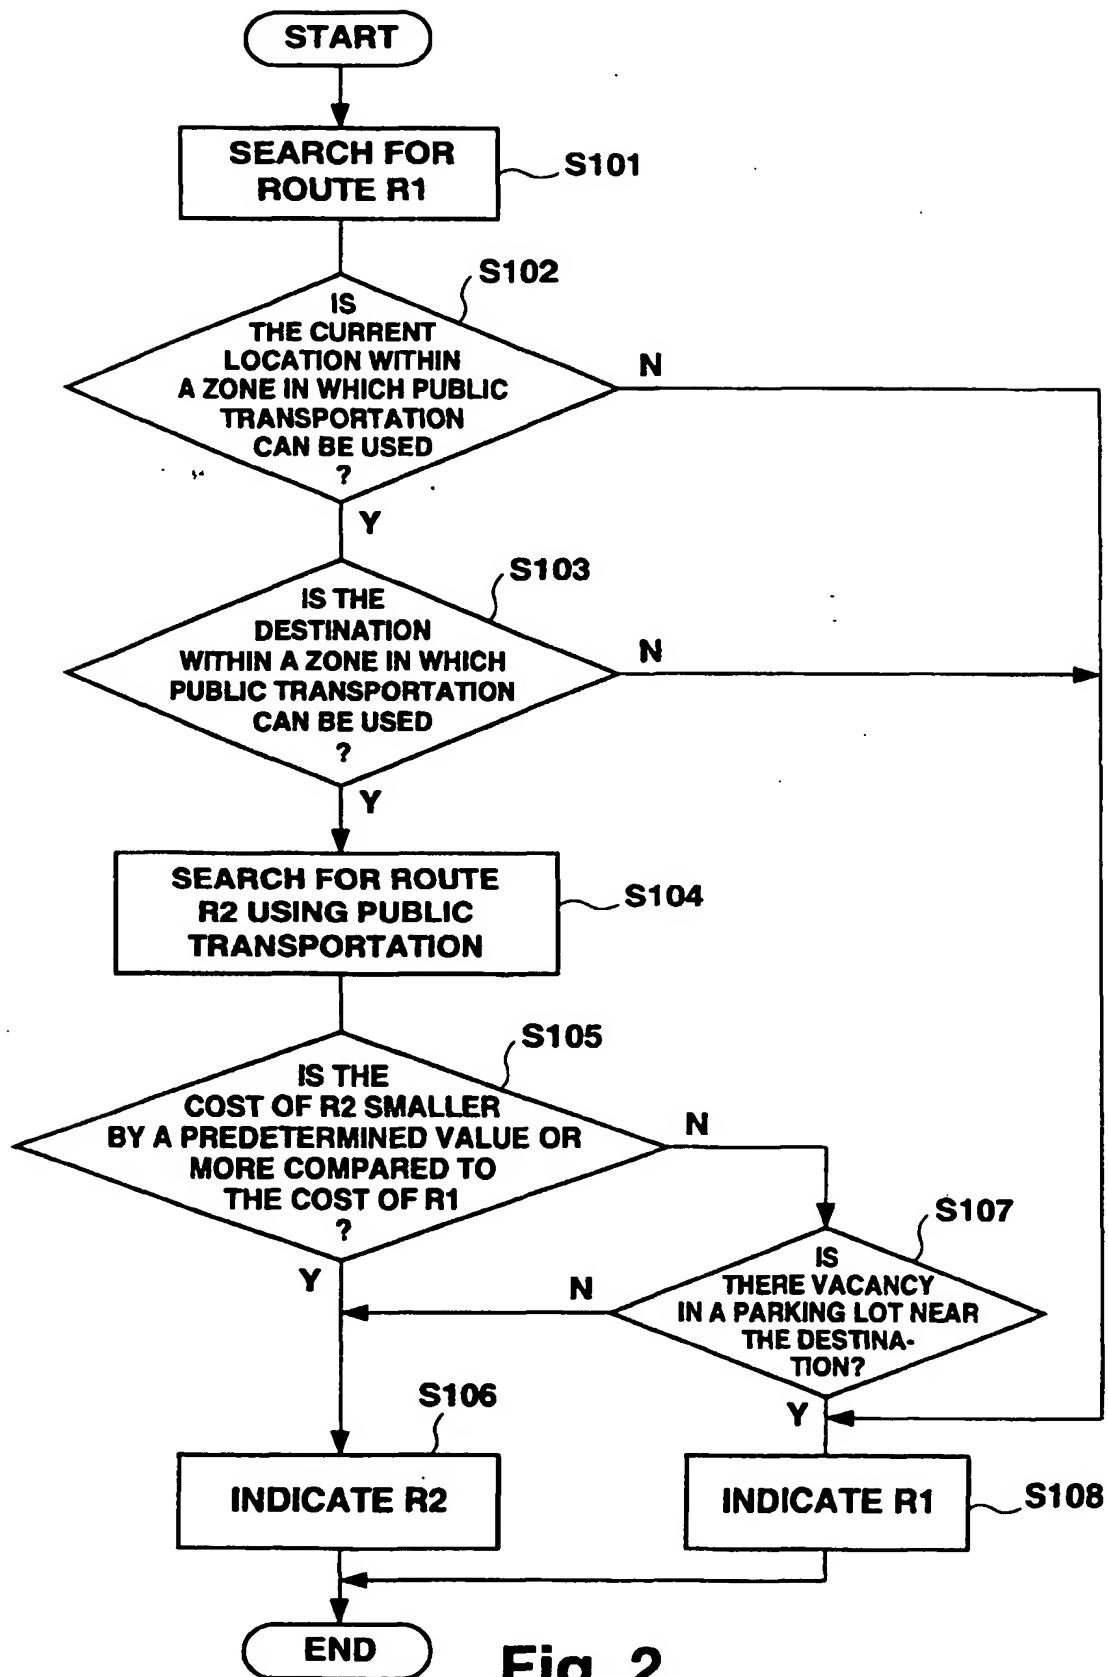 START
SEARCH FOR
ROUTE R1
S101
S102
IS
THE CURRENT
LOCATION WITHIN
A ZONE IN WHICH PUBLIC
TRANSPORTATION
CAN BE USED
?
N
Y
S103
IS THE
DESTINATION
WITHIN A ZONE IN WHICH
PUBLIC TRANSPORTATION
CAN BE USED
?
N
Y
SEARCH FOR ROUTE
R2 USING PUBLIC
TRANSPORTATION
S104
S105
IS THE
COST OF R2 SMALLER
BY A PREDETERMINED VALUE OR
MORE COMPARED TO
THE COST OF R1
?
N
Y
S107
IS
THERE VACANCY
IN A PARKING LOT NEAR
THE DESTINA-
TION?
N
Y
S106
INDICATE R2
INDICATE R1
S108
END
Fig. 2